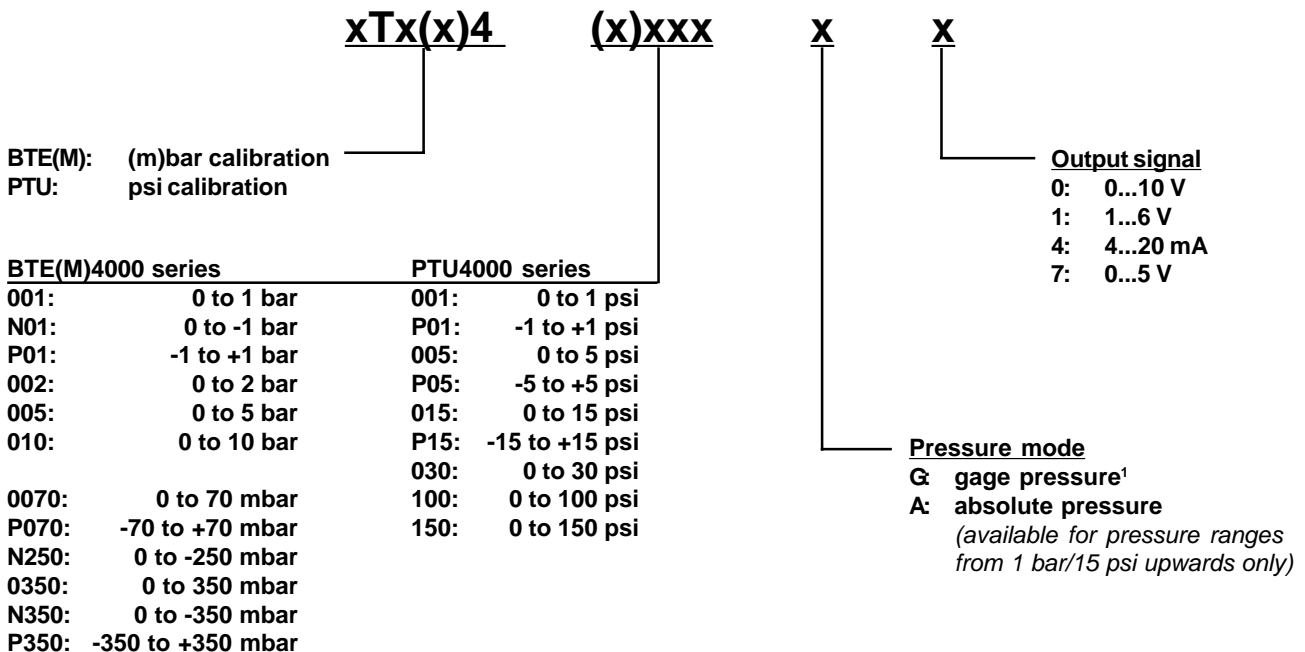 xTx(x)4 (x)xxx x x
BTE(M): (m)bar calibration
PTU: psi calibration
Output signal
0: 0...10 V
1: 1...6 V
4: 4...20 mA
7: 0...5 V
BTE(M)4000 series
001: 0 to 1 bar
N01: 0 to -1 bar
P01: -1 to +1 bar
002: 0 to 2 bar
005: 0 to 5 bar
010: 0 to 10 bar
0070: 0 to 70 mbar
P070: -70 to +70 mbar
N250: 0 to -250 mbar
0350: 0 to 350 mbar
N350: 0 to -350 mbar
P350: -350 to +350 mbar
PTU4000 series
001: 0 to 1 psi
P01: -1 to +1 psi
005: 0 to 5 psi
P05: -5 to +5 psi
015: 0 to 15 psi
P15: -15 to +15 psi
030: 0 to 30 psi
100: 0 to 100 psi
150: 0 to 150 psi
Pressure mode
G: gage pressure¹
A: absolute pressure
(available for pressure ranges
from 1 bar/15 psi upwards only)